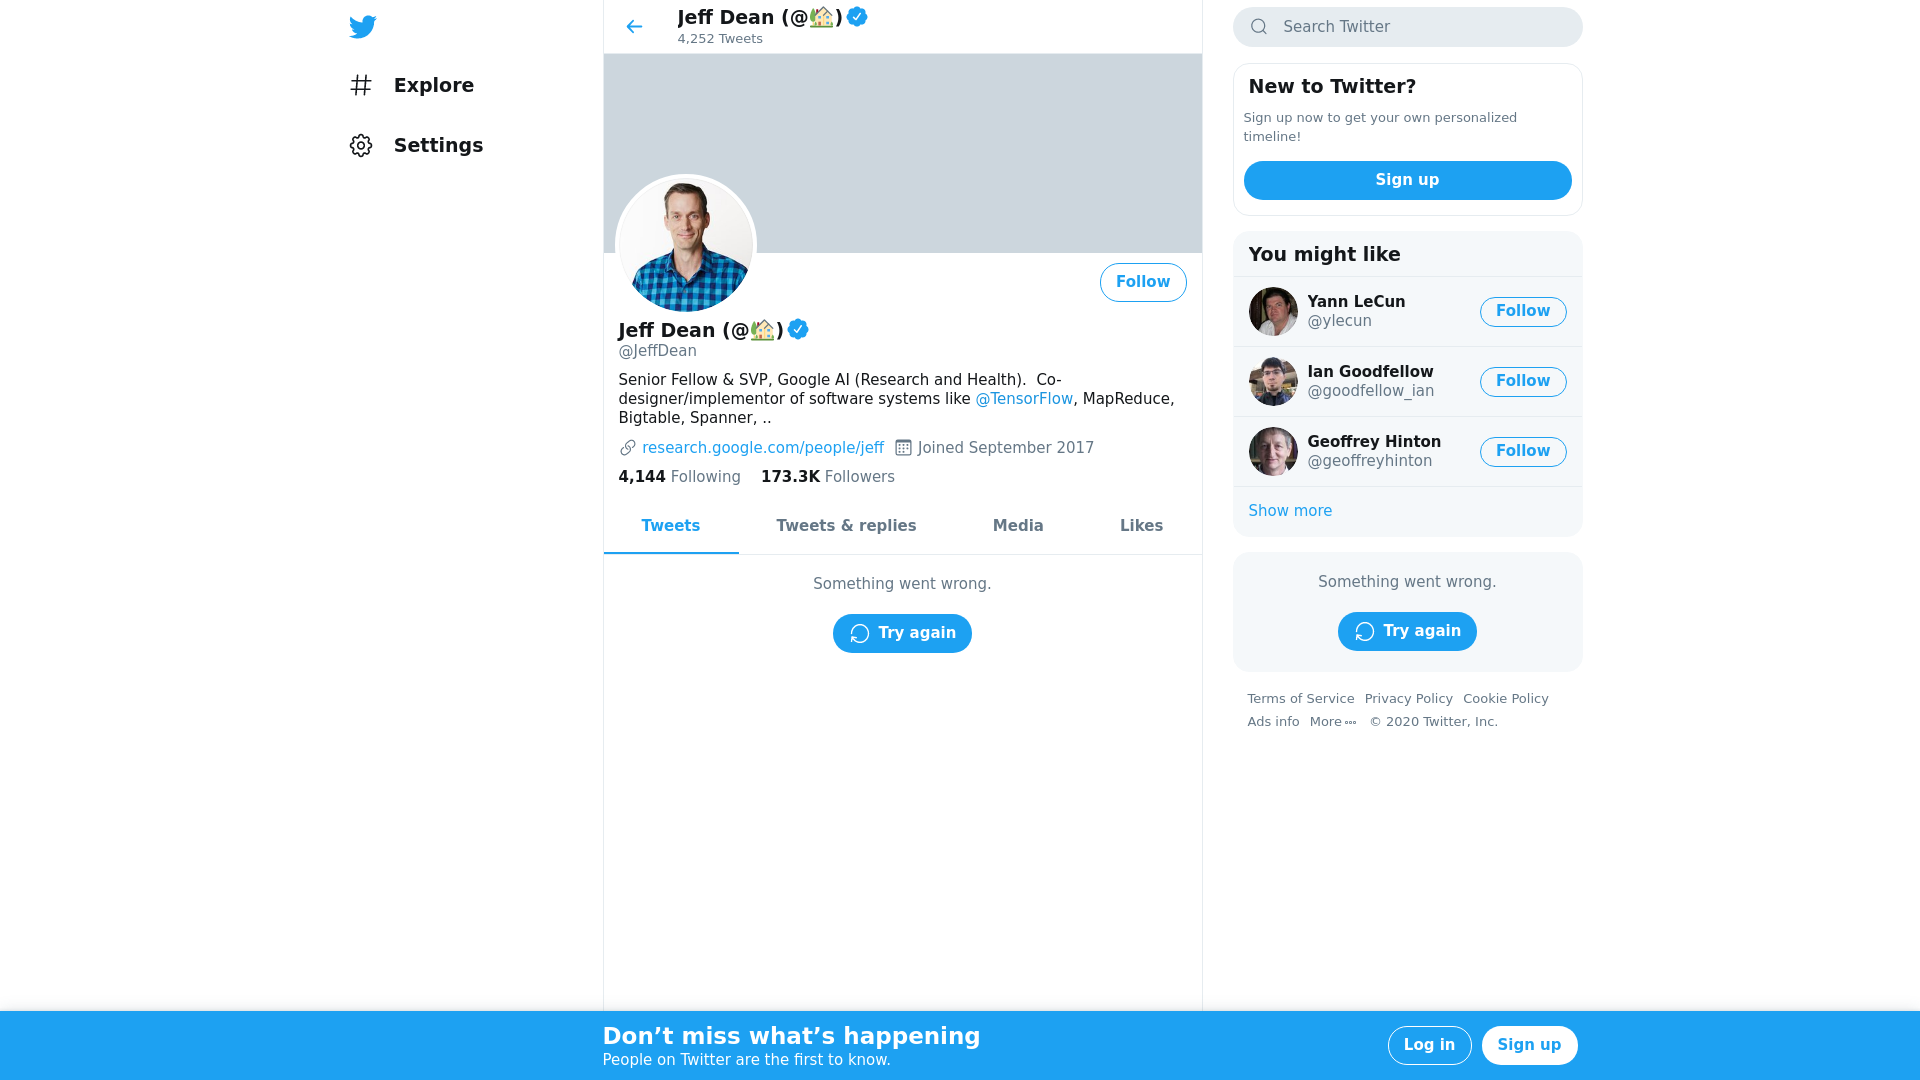 Explore
Settings
Jeff Dean (@🏡)
4,252 Tweets
Follow
Jeff Dean (@🏡)
@JeffDean
Senior Fellow & SVP, Google AI (Research and Health).  Co-
designer/implementor of software systems like @TensorFlow, MapReduce,
Bigtable, Spanner, ..
research.google.com/people/jeff Joined September 2017
4,144 Following 173.3K Followers
Tweets Tweets & replies Media Likes
Something went wrong.
Try again
Search Twitter
New to Twitter?
Sign up now to get your own personalized
timeline!
Sign up
You might like
Yann LeCun
@ylecun
Follow
Ian Goodfellow
@goodfellow_ian
Follow
Geoffrey Hinton
@geoffreyhinton
Follow
Show more
Something went wrong.
Try again
Terms of Service Privacy Policy Cookie Policy
Ads info More © 2020 Twitter, Inc.
Don’t miss what’s happening
People on Twitter are the first to know.
Log in Sign up